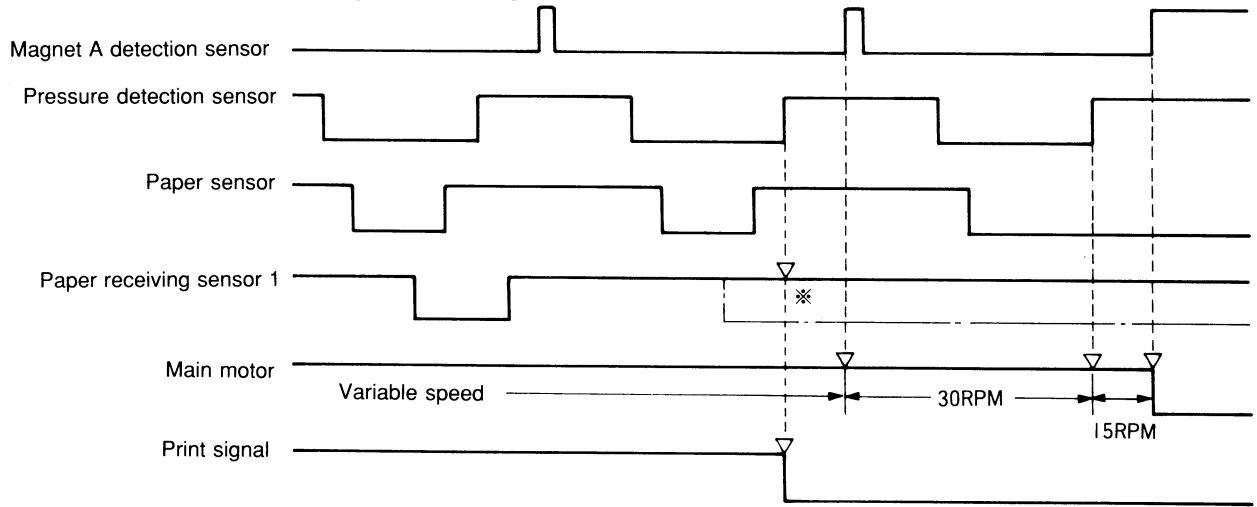 Magnet A detection sensor
Pressure detection sensor
Paper sensor
Paper receiving sensor 1
※
Main motor
Variable speed
30RPM
15RPM
Print signal